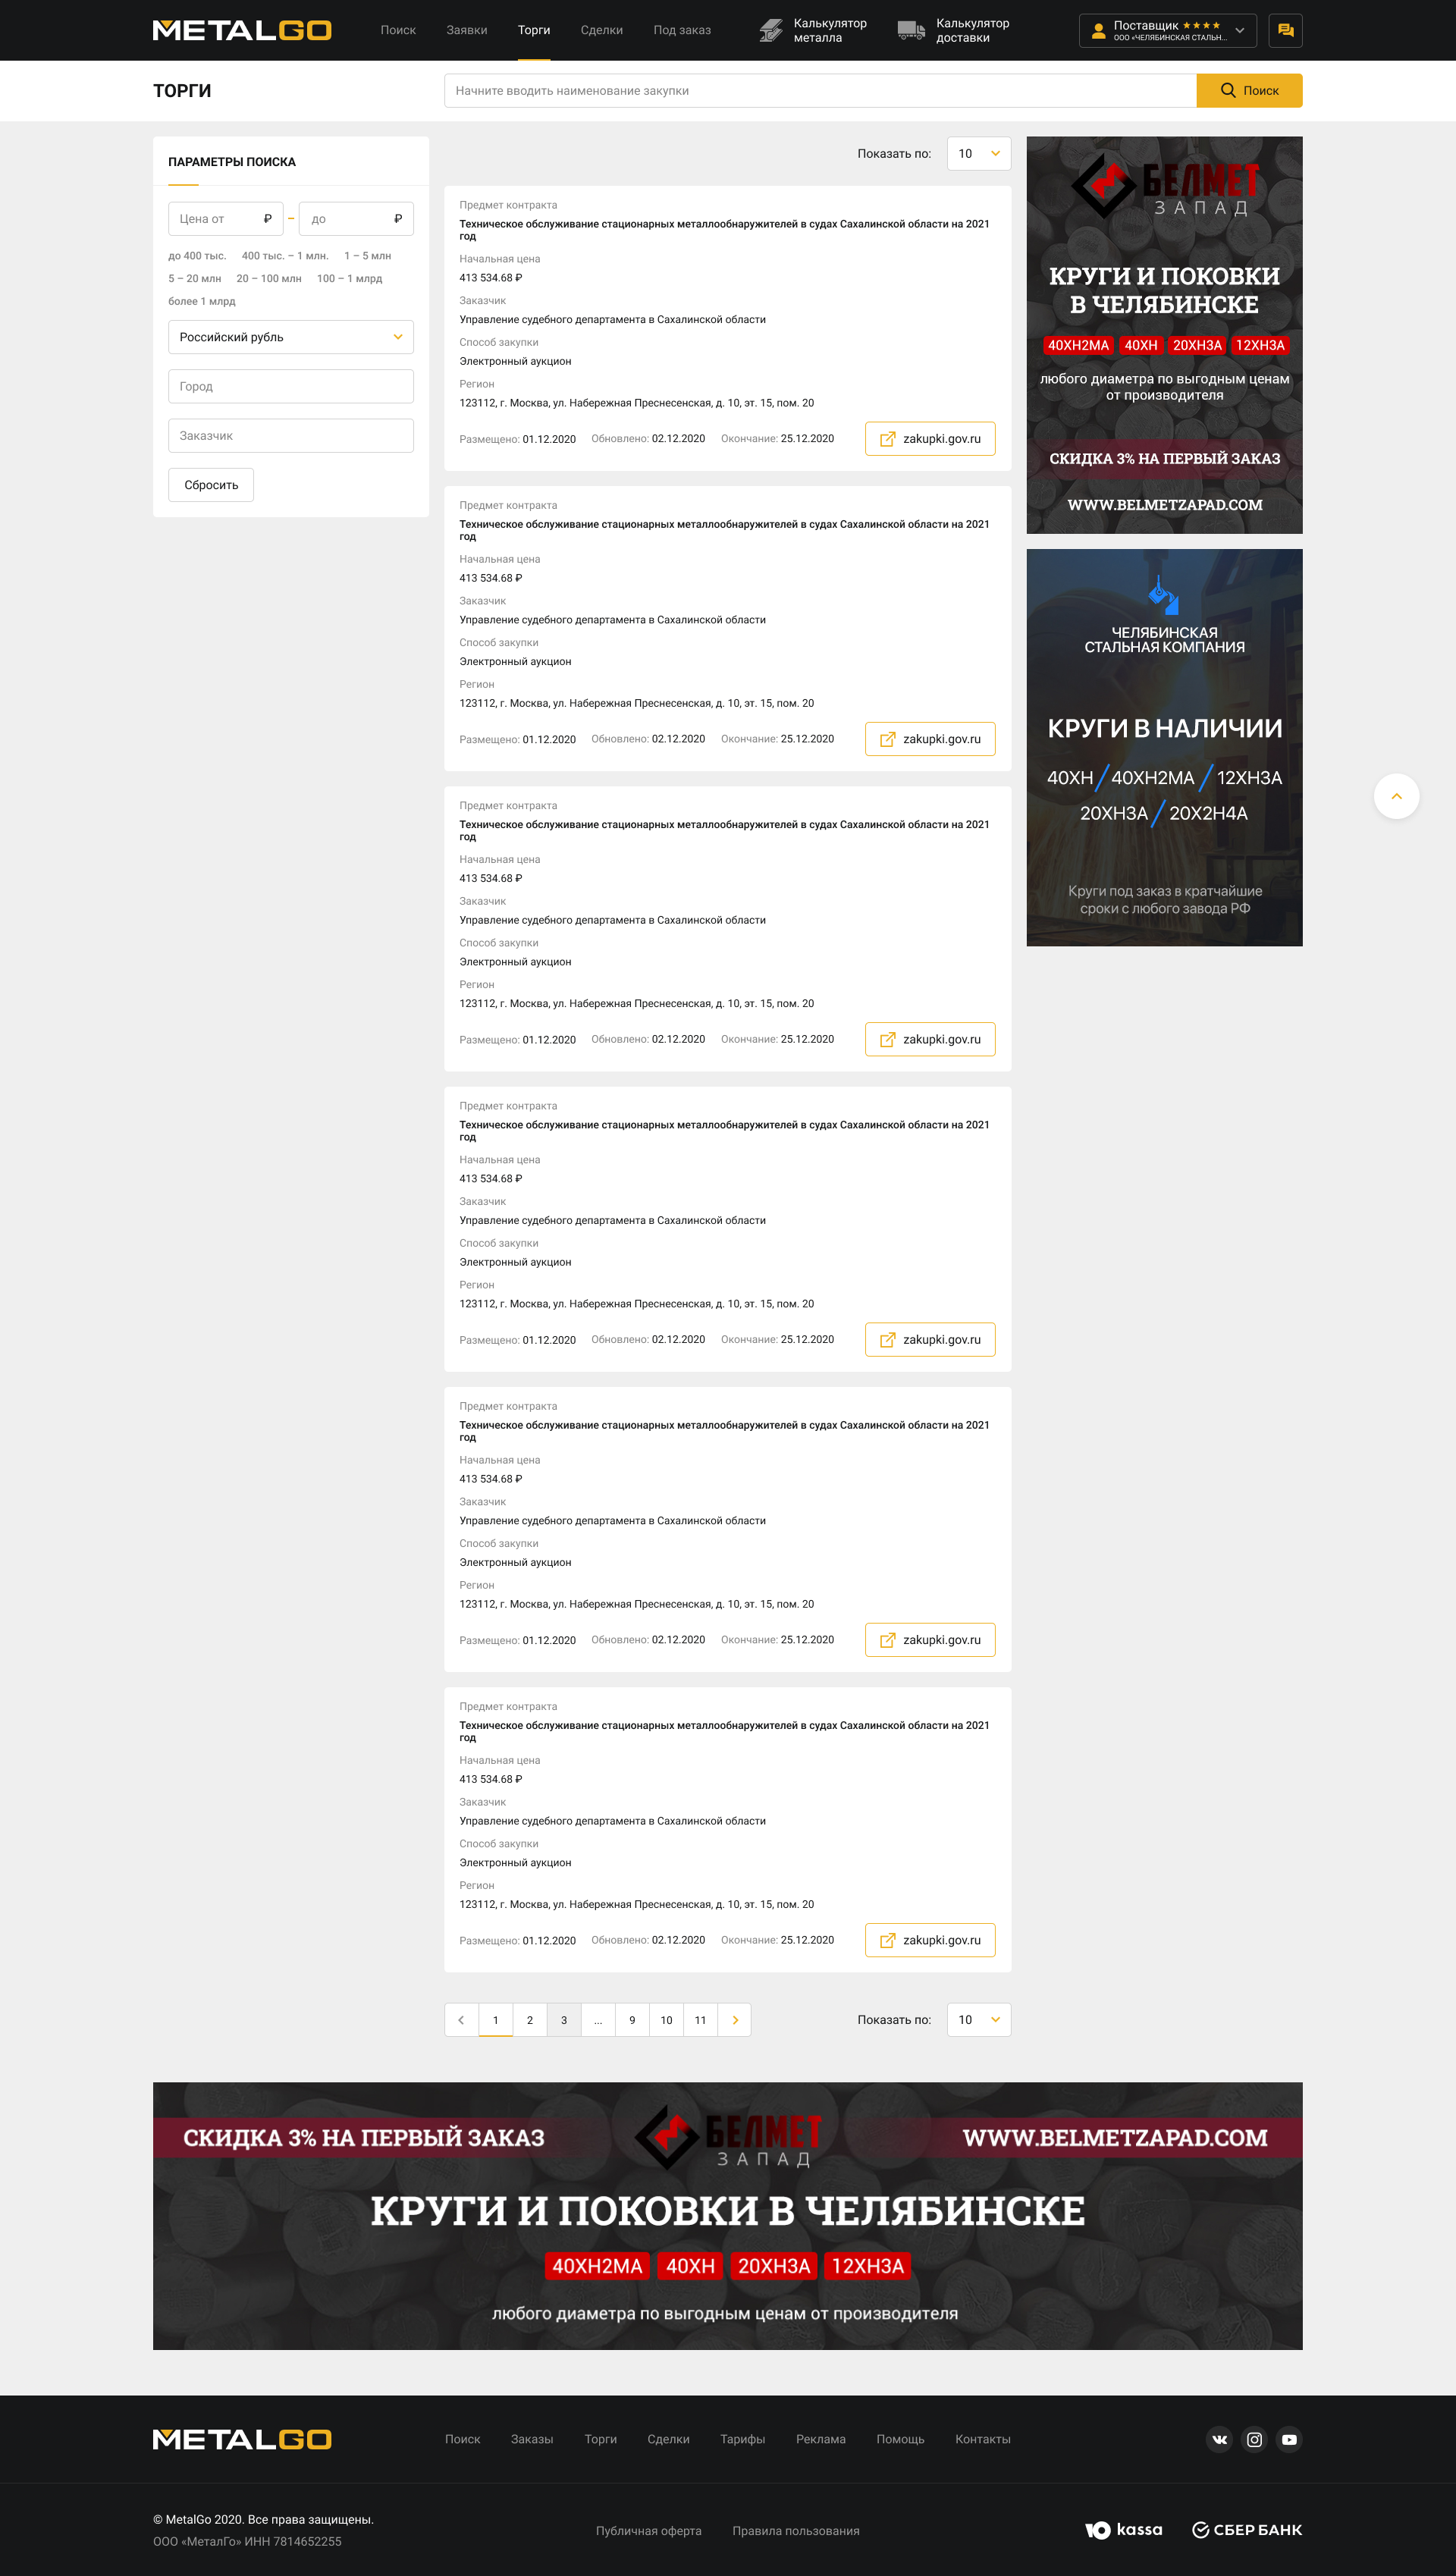 METALGO
Поиск Заявки Торги Сделки Под заказ
Калькулятор
металла
Калькулятор
доставки
Поставщик
ООО «ЧЕЛЯБИНСКАЯ СТАЛЬН...
ТОРГИ
Начните вводить наименование закупки
Поиск
ПАРАМЕТРЫ ПОИСКА
Цена от ₽ – до ₽
до 400 тыс. 400 тыс. – 1 млн. 1 – 5 млн
5 – 20 млн 20 – 100 млн 100 – 1 млрд
более 1 млрд
Российский рубль
Город
Заказчик
Сбросить
Показать по: 10
Предмет контракта
Техническое обслуживание стационарных металлообнаружителей в судах Сахалинской области на 2021
год
Начальная цена
413 534.68 ₽
Заказчик
Управление судебного департамента в Сахалинской области
Способ закупки
Электронный аукцион
Регион
123112, г. Москва, ул. Набережная Преснесенская, д. 10, эт. 15, пом. 20
Размещено: 01.12.2020 Обновлено: 02.12.2020 Окончание: 25.12.2020 zakupki.gov.ru
Предмет контракта
Техническое обслуживание стационарных металлообнаружителей в судах Сахалинской области на 2021
год
Начальная цена
413 534.68 ₽
Заказчик
Управление судебного департамента в Сахалинской области
Способ закупки
Электронный аукцион
Регион
123112, г. Москва, ул. Набережная Преснесенская, д. 10, эт. 15, пом. 20
Размещено: 01.12.2020 Обновлено: 02.12.2020 Окончание: 25.12.2020 zakupki.gov.ru
Предмет контракта
Техническое обслуживание стационарных металлообнаружителей в судах Сахалинской области на 2021
год
Начальная цена
413 534.68 ₽
Заказчик
Управление судебного департамента в Сахалинской области
Способ закупки
Электронный аукцион
Регион
123112, г. Москва, ул. Набережная Преснесенская, д. 10, эт. 15, пом. 20
Размещено: 01.12.2020 Обновлено: 02.12.2020 Окончание: 25.12.2020 zakupki.gov.ru
Предмет контракта
Техническое обслуживание стационарных металлообнаружителей в судах Сахалинской области на 2021
год
Начальная цена
413 534.68 ₽
Заказчик
Управление судебного департамента в Сахалинской области
Способ закупки
Электронный аукцион
Регион
123112, г. Москва, ул. Набережная Преснесенская, д. 10, эт. 15, пом. 20
Размещено: 01.12.2020 Обновлено: 02.12.2020 Окончание: 25.12.2020 zakupki.gov.ru
Предмет контракта
Техническое обслуживание стационарных металлообнаружителей в судах Сахалинской области на 2021
год
Начальная цена
413 534.68 ₽
Заказчик
Управление судебного департамента в Сахалинской области
Способ закупки
Электронный аукцион
Регион
123112, г. Москва, ул. Набережная Преснесенская, д. 10, эт. 15, пом. 20
Размещено: 01.12.2020 Обновлено: 02.12.2020 Окончание: 25.12.2020 zakupki.gov.ru
Предмет контракта
Техническое обслуживание стационарных металлообнаружителей в судах Сахалинской области на 2021
год
Начальная цена
413 534.68 ₽
Заказчик
Управление судебного департамента в Сахалинской области
Способ закупки
Электронный аукцион
Регион
123112, г. Москва, ул. Набережная Преснесенская, д. 10, эт. 15, пом. 20
Размещено: 01.12.2020 Обновлено: 02.12.2020 Окончание: 25.12.2020 zakupki.gov.ru
1 2 3 ... 9 10 11
Показать по: 10
БЕЛМЕТ
ЗАПАД
КРУГИ И ПОКОВКИ
В ЧЕЛЯБИНСКЕ
40ХН2МА 40ХН 20ХН3А 12ХН3А
любого диаметра по выгодным ценам
от производителя
СКИДКА 3% НА ПЕРВЫЙ ЗАКАЗ
WWW.BELMETZAPAD.COM
ЧЕЛЯБИНСКАЯ
СТАЛЬНАЯ КОМПАНИЯ
КРУГИ В НАЛИЧИИ
40ХН / 40ХН2МА / 12ХН3А
20ХН3А / 20Х2Н4А
Круги под заказ в кратчайшие
сроки с любого завода РФ
СКИДКА 3% НА ПЕРВЫЙ ЗАКАЗ
БЕЛМЕТ
ЗАПАД
WWW.BELMETZAPAD.COM
КРУГИ И ПОКОВКИ В ЧЕЛЯБИНСКЕ
40ХН2МА 40ХН 20ХН3А 12ХН3А
любого диаметра по выгодным ценам от производителя
METALGO
Поиск Заказы Торги Сделки Тарифы Реклама Помощь Контакты
© MetalGo 2020. Все права защищены.
ООО «МеталГо» ИНН 7814652255
Публичная оферта Правила пользования
Ю kassa
СБЕР БАНК